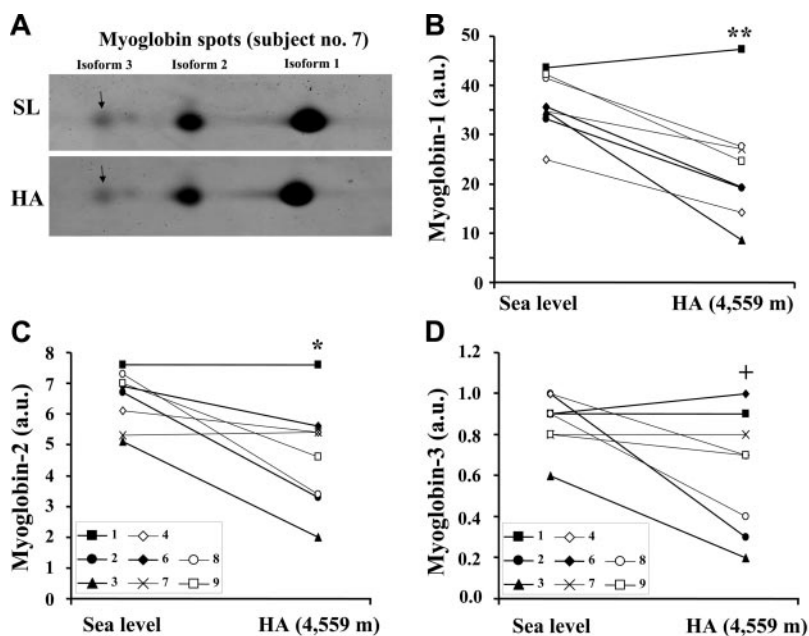 A
Myoglobin spots (subject no. 7)
Isoform 3 Isoform 2 Isoform 1
SL
HA
B
**
Myoglobin-1 (a.u.)
50
40
30
20
10
0
Sea level HA (4,559 m)
C
*
Myoglobin-2 (a.u.)
8
7
6
5
4
3
2
1
0
1 4
2 6 8
3 7 9
Sea level HA (4,559 m)
D
+
Myoglobin-3 (a.u.)
1.2
1.0
0.8
0.6
0.4
0.2
0.0
1 4
2 6 8
3 7 9
Sea level HA (4,559 m)